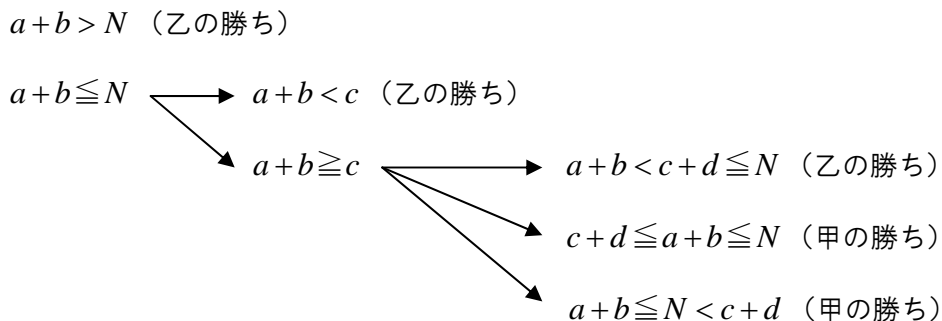 a+b>N （乙の勝ち）
a+b≦N
a+b<c （乙の勝ち）
a+b≧c
a+b<c+d≦N （乙の勝ち）
c+d≦a+b≦N （甲の勝ち）
a+b≦N<c+d （甲の勝ち）